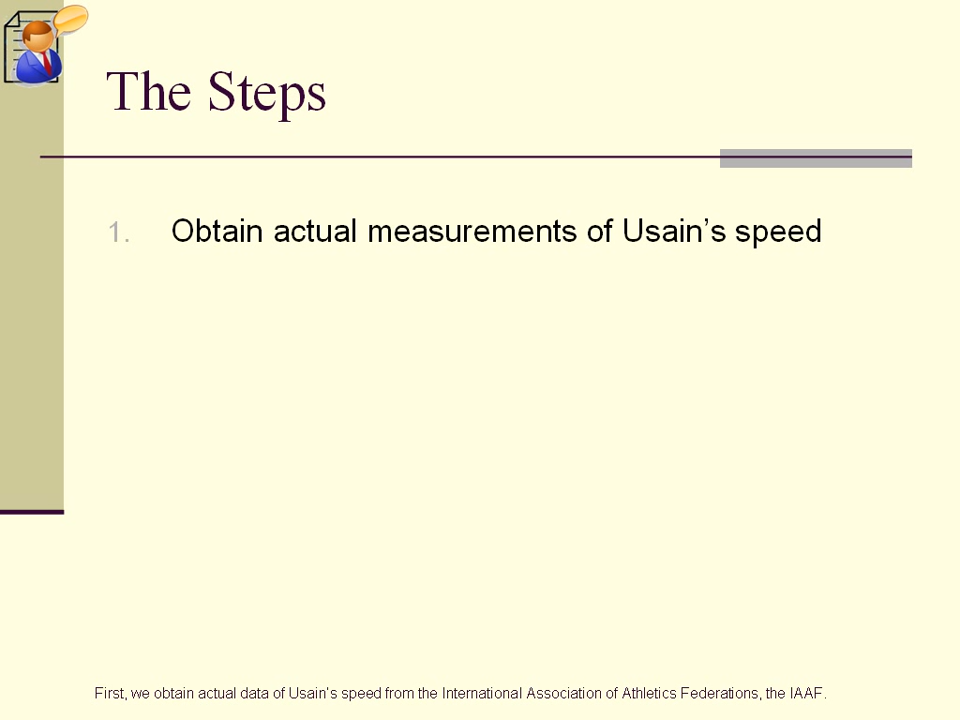 The Steps
1. Obtain actual measurements of Usain's speed
First, we obtain actual data of Usain's speed from the International Association of Athletics Federations, the IAAF.